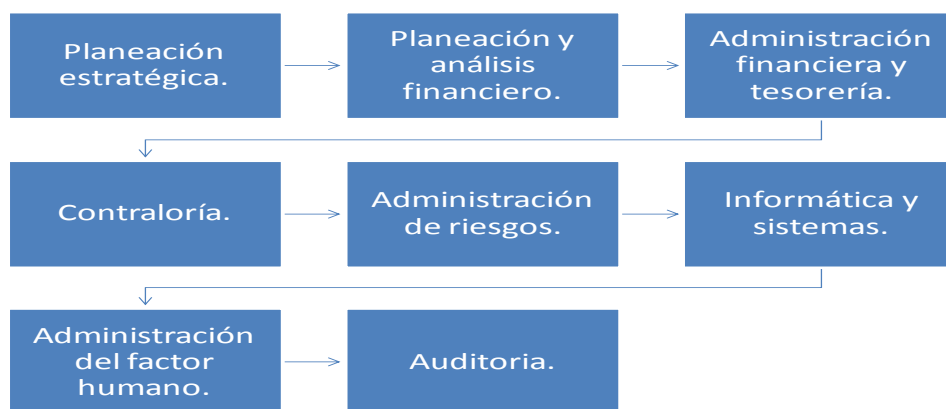 Planeación
estratégica.
Planeación y
análisis
financiero.
Administración
financiera y
tesorería.
Contraloría.
Administración
de riesgos.
Informática y
sistemas.
Administración
del factor
humano.
Auditoria.